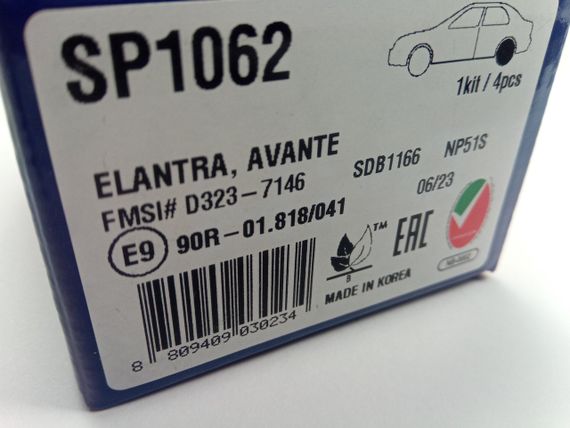 SP1062
1kit / 4pcs
ELANTRA, AVANTE
SDB1166 NP51S
FMSI# D323-7146
06/23
E9 90R-01.818/041
TM
EAC
B
MADE IN KOREA
8 809409 030234